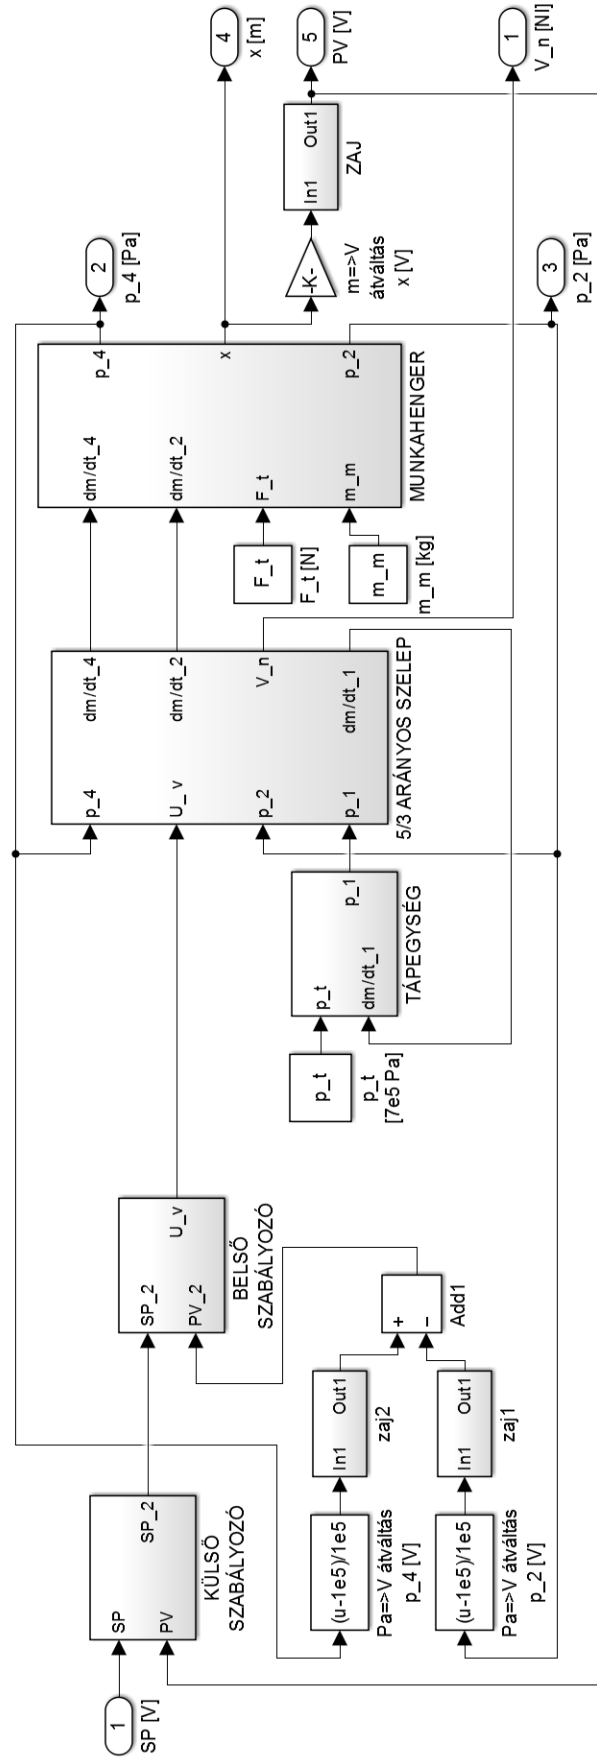 1
SP [V]
SP
PV
SP_2
KÜLSŐ
SZABÁLYOZÓ
SP_2
PV_2
U_v
BELSŐ
SZABÁLYOZÓ
(u-1e5)/1e5
Pa=>V átváltás
p_4 [V]
In1
Out1
zaj2
(u-1e5)/1e5
Pa=>V átváltás
p_2 [V]
In1
Out1
zaj1
+
−
Add1
p_t
p_t
[7e5 Pa]
p_t
dm/dt_1
p_1
TÁPEGYSÉG
p_4
U_v
p_2
p_1
dm/dt_4
dm/dt_2
V_n
dm/dt_1
5/3 ARÁNYOS SZELEP
F_t
F_t [N]
m_m
m_m [kg]
dm/dt_4
dm/dt_2
F_t
m_m
p_4
x
p_2
MUNKAHENGER
2
p_4 [Pa]
-K-
m=>V
átváltás
x [V]
In1
Out1
ZAJ
3
p_2 [Pa]
4
x [m]
5
PV [V]
1
V_n [Nl]